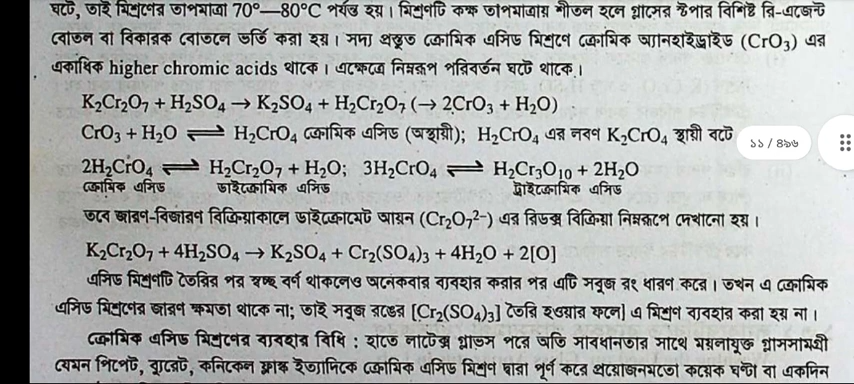 ঘটে, তাই মিশ্রণের তাপমাত্রা 70°—80°C পর্যন্ত হয়। মিশ্রণটি কক্ষ তাপমাত্রায় শীতল হলে গ্লাসের ষ্টপার বিশিষ্ট রি-এজেন্ট
বোতল বা বিকারক বোতলে ভর্তি করা হয়। সদ্য প্রস্তুত ক্রোমিক এসিড মিশ্রণে ক্রোমিক অ্যানহাইড্রাইড (CrO₃) এর
একাধিক higher chromic acids থাকে। এক্ষেত্রে নিম্নরূপ পরিবর্তন ঘটে থাকে।
K₂Cr₂O₇ + H₂SO₄ → K₂SO₄ + H₂Cr₂O₇ (→ 2CrO₃ + H₂O)
CrO₃ + H₂O ⇌ H₂CrO₄ ক্রোমিক এসিড (অস্থায়ী); H₂CrO₄ এর লবণ K₂CrO₄ স্থায়ী বটে
১১ / ৪৯৬
2H₂CrO₄ ⇌ H₂Cr₂O₇ + H₂O; 3H₂CrO₄ ⇌ H₂Cr₃O₁₀ + 2H₂O
ক্রোমিক এসিড ডাইক্রোমিক এসিড ট্রাইক্রোমিক এসিড
তবে জারণ-বিজারণ বিক্রিয়াকালে ডাইক্রোমেট আয়ন (Cr₂O₇²⁻) এর রিডক্স বিক্রিয়া নিম্নরূপে দেখানো হয়।
K₂Cr₂O₇ + 4H₂SO₄ → K₂SO₄ + Cr₂(SO₄)₃ + 4H₂O + 2[O]
এসিড মিশ্রণটি তৈরির পর স্বচ্ছ বর্ণ থাকলেও অনেকবার ব্যবহার করার পর এটি সবুজ রং ধারণ করে। তখন এ ক্রোমিক
এসিড মিশ্রণের জারণ ক্ষমতা থাকে না; তাই সবুজ রঙের [Cr₂(SO₄)₃ তৈরি হওয়ার ফলে] এ মিশ্রণ ব্যবহার করা হয় না।
ক্রোমিক এসিড মিশ্রণের ব্যবহার বিধি : হাতে লাটেক্স গ্লাভস পরে অতি সাবধানতার সাথে ময়লাযুক্ত গ্লাসসামগ্রী
যেমন পিপেট, ব্যুরেট, কনিকেল ফ্লাস্ক ইত্যাদিকে ক্রোমিক এসিড মিশ্রণ দ্বারা পূর্ণ করে প্রয়োজনমতো কয়েক ঘন্টা বা একদিন